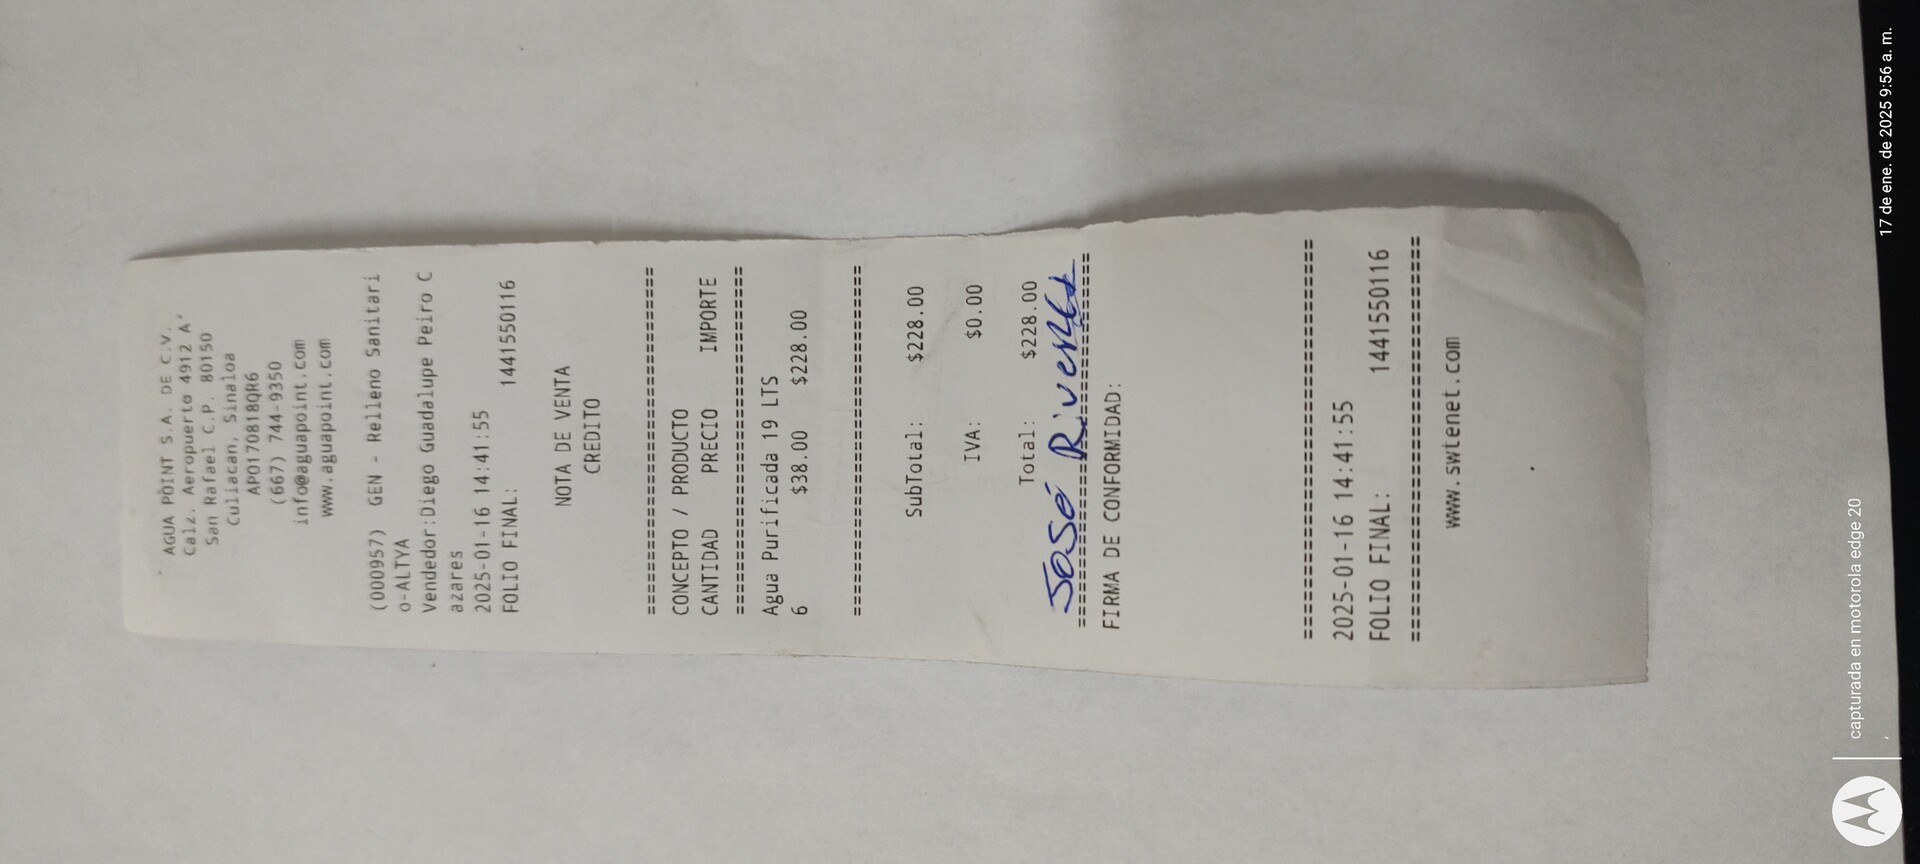 AGUA POINT S.A. DE C.V.
Calz. Aeropuerto 4912 A'
San Rafael C.P. 80150
Culiacan, Sinaloa
APO170818QR6
(667) 744-9350
info@aguapoint.com
www.aguapoint.com
(000957) GEN - Relleno Sanitari
o-ALTYA
Vendedor:Diego Guadalupe Peiro C
azares
2025-01-16 14:41:55
FOLIO FINAL: 1441550116
NOTA DE VENTA
CREDITO
================================
CONCEPTO / PRODUCTO
CANTIDAD PRECIO IMPORTE
================================
Agua Purificada 19 LTS
6 $38.00 $228.00
================================
SubTotal: $228.00
IVA: $0.00
Total: $228.00
José
================================
FIRMA DE CONFORMIDAD:
================================
2025-01-16 14:41:55
FOLIO FINAL: 1441550116
================================
www.swtenet.com
capturada en motorola edge 20
17 de ene. de 2025 9:56 a. m.